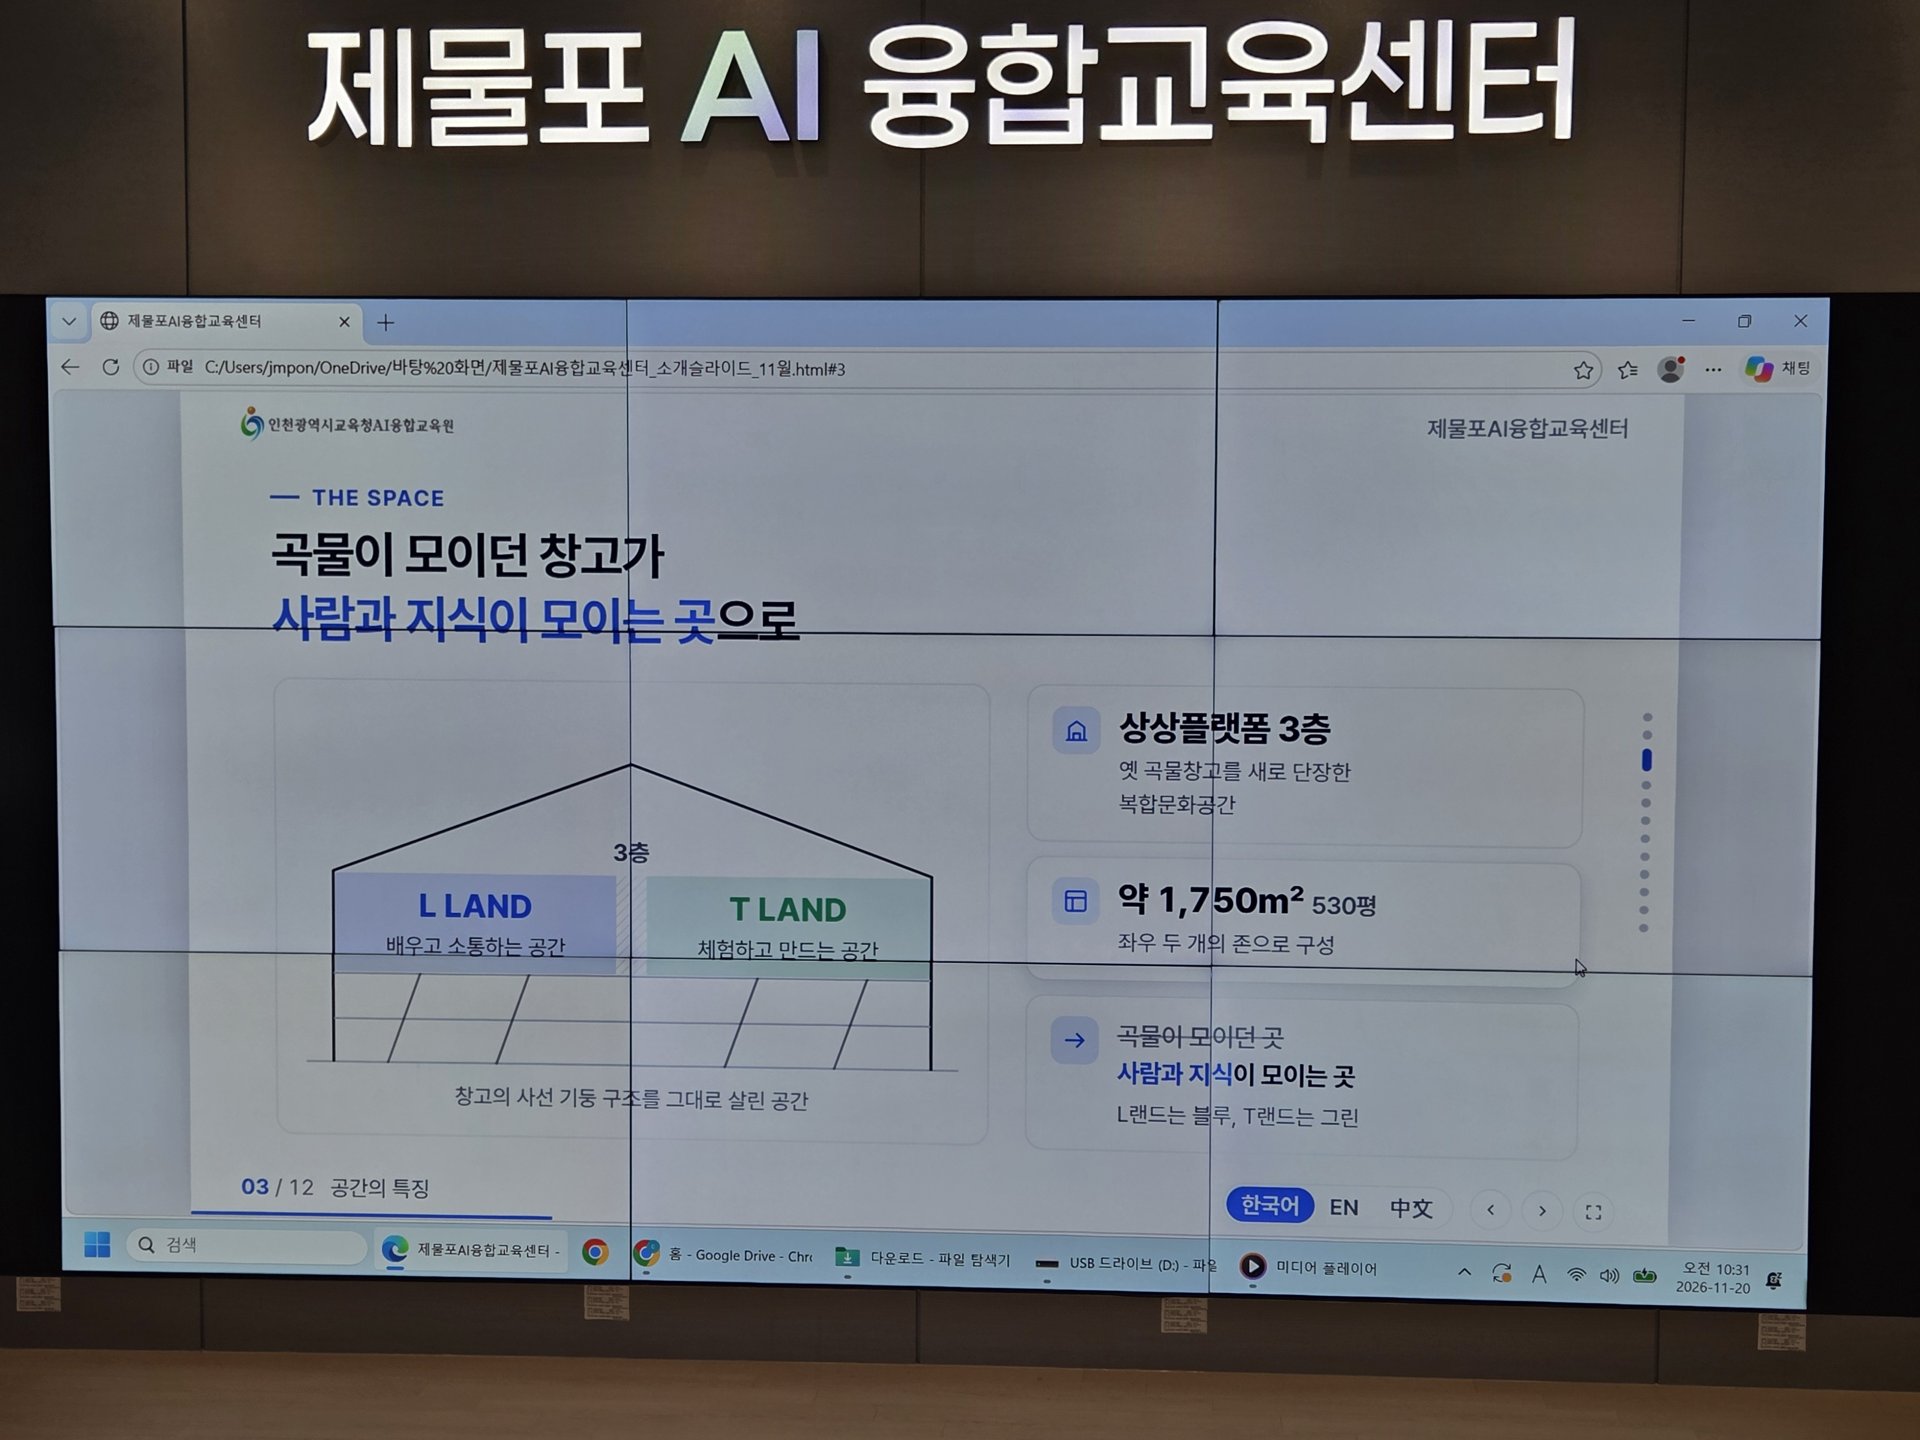 제물포 AI 융합교육센터
제물포AI융합교육센터
파일 C:/Users/jmpon/OneDrive/바탕%20화면/제물포AI융합교육센터_소개슬라이드_11월.html#3
채팅
인천광역시교육청AI융합교육원
제물포AI융합교육센터
THE SPACE
곡물이 모이던 창고가
사람과 지식이 모이는 곳으로
3층
L LAND
배우고 소통하는 공간
T LAND
체험하고 만드는 공간
창고의 사선 기둥 구조를 그대로 살린 공간
상상플랫폼 3층
옛 곡물창고를 새로 단장한
복합문화공간
약 1,750m² 530평
좌우 두 개의 존으로 구성
곡물이 모이던 곳
사람과 지식이 모이는 곳
L랜드는 블루, T랜드는 그린
03 / 12 공간의 특징
한국어 EN 中文
검색
제물포AI융합교육센터 -
홈 - Google Drive - Chr
다운로드 - 파일 탐색기
USB 드라이브 (D:) - 파일
미디어 플레이어
A
오전 10:31
2026-11-20